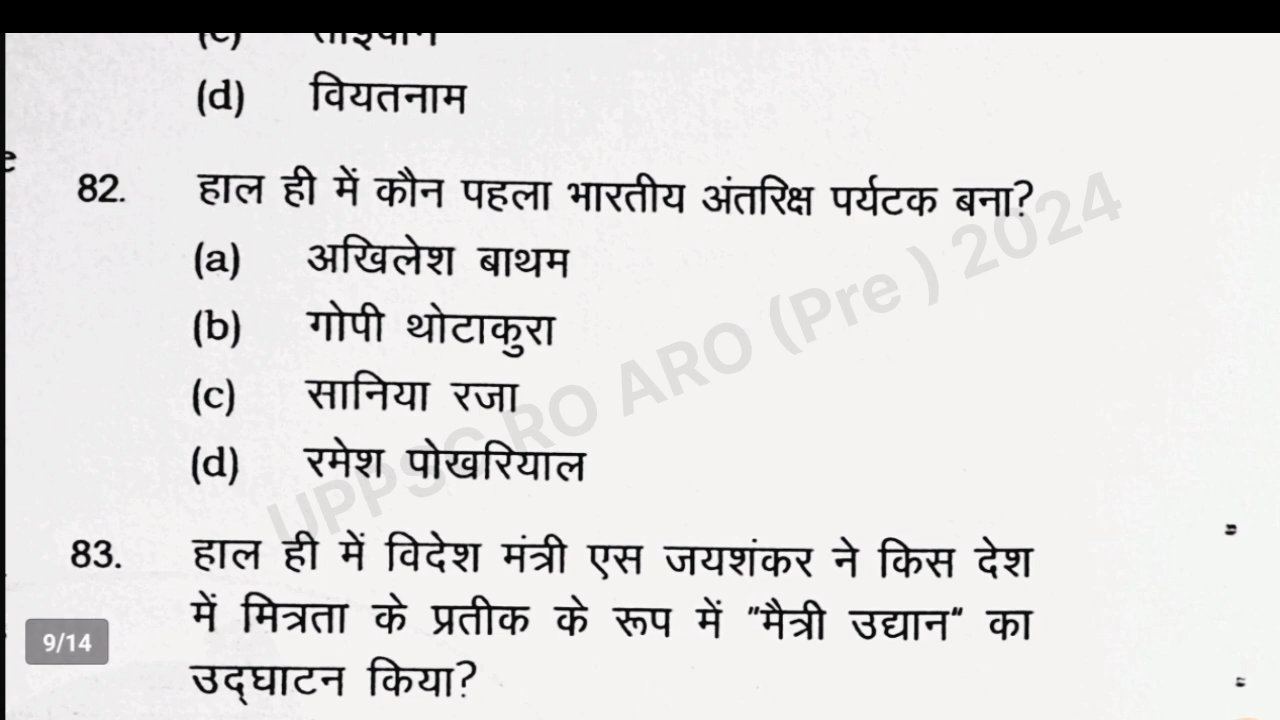 (d) वियतनाम
82. हाल ही में कौन पहला भारतीय अंतरिक्ष पर्यटक बना?
(a) अखिलेश बाथम
(b) गोपी थोटाकुरा
(c) सानिया रजा
(d) रमेश पोखरियाल
UPPSC RO ARO (Pre ) 2024
83. हाल ही में विदेश मंत्री एस जयशंकर ने किस देश
में मित्रता के प्रतीक के रूप में "मैत्री उद्यान" का
उद्घाटन किया?
9/14